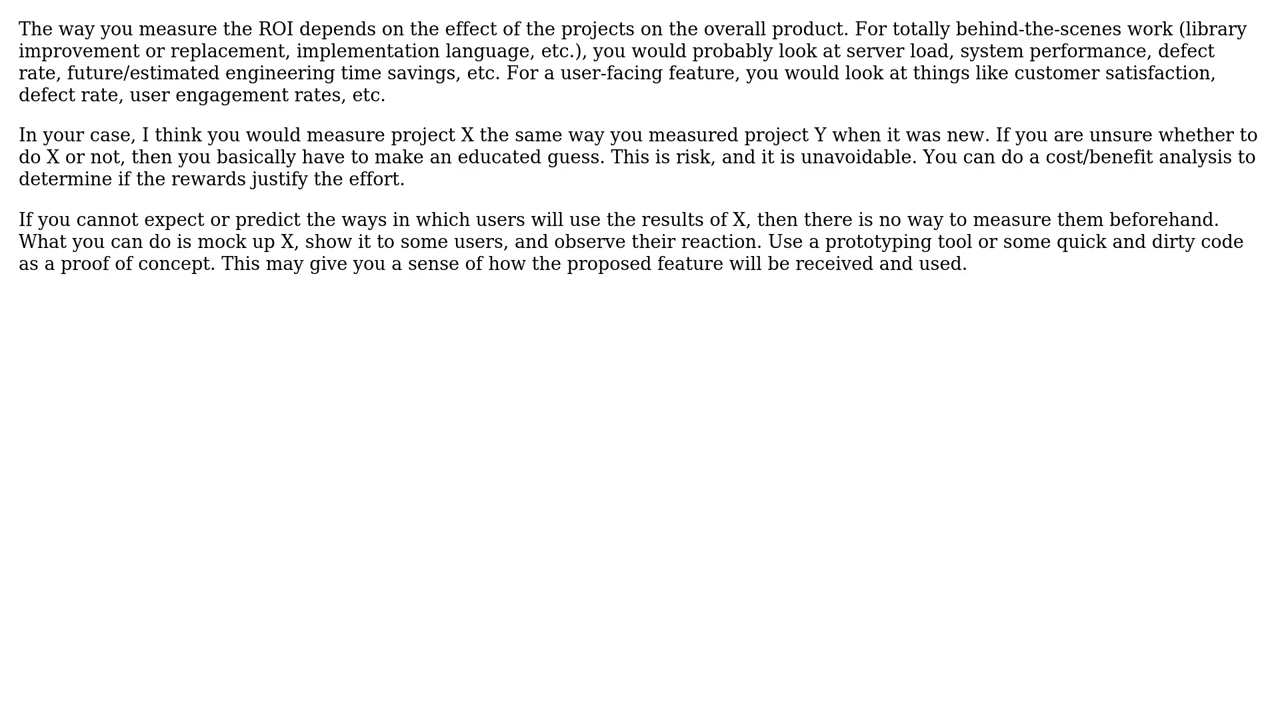 The way you measure the ROI depends on the effect of the projects on the overall product. For totally behind-the-scenes work (library
improvement or replacement, implementation language, etc.), you would probably look at server load, system performance, defect
rate, future/estimated engineering time savings, etc. For a user-facing feature, you would look at things like customer satisfaction,
defect rate, user engagement rates, etc.
In your case, I think you would measure project X the same way you measured project Y when it was new. If you are unsure whether to
do X or not, then you basically have to make an educated guess. This is risk, and it is unavoidable. You can do a cost/benefit analysis to
determine if the rewards justify the effort.
If you cannot expect or predict the ways in which users will use the results of X, then there is no way to measure them beforehand.
What you can do is mock up X, show it to some users, and observe their reaction. Use a prototyping tool or some quick and dirty code
as a proof of concept. This may give you a sense of how the proposed feature will be received and used.